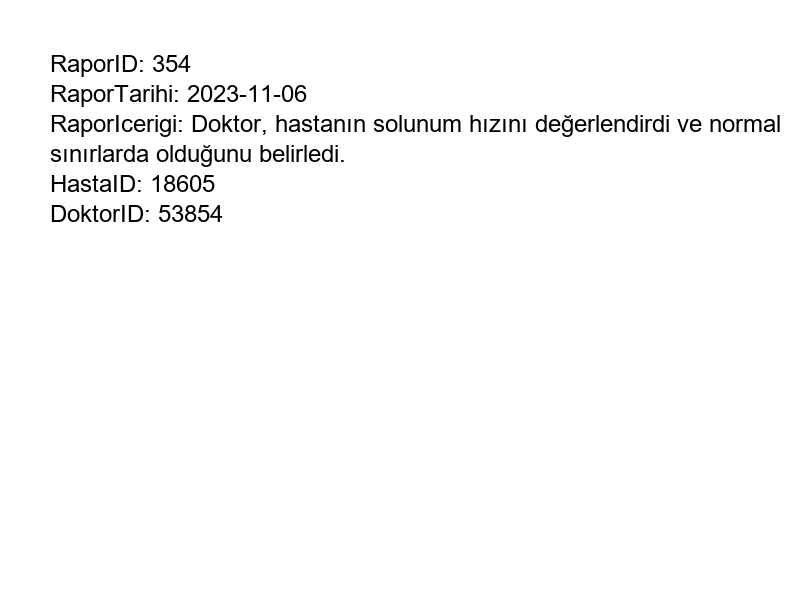 RaporID: 354
RaporTarihi: 2023-11-06
RaporIcerigi: Doktor, hastanın solunum hızını değerlendirdi ve normal
sınırlarda olduğunu belirledi.
HastaID: 18605
DoktorID: 53854